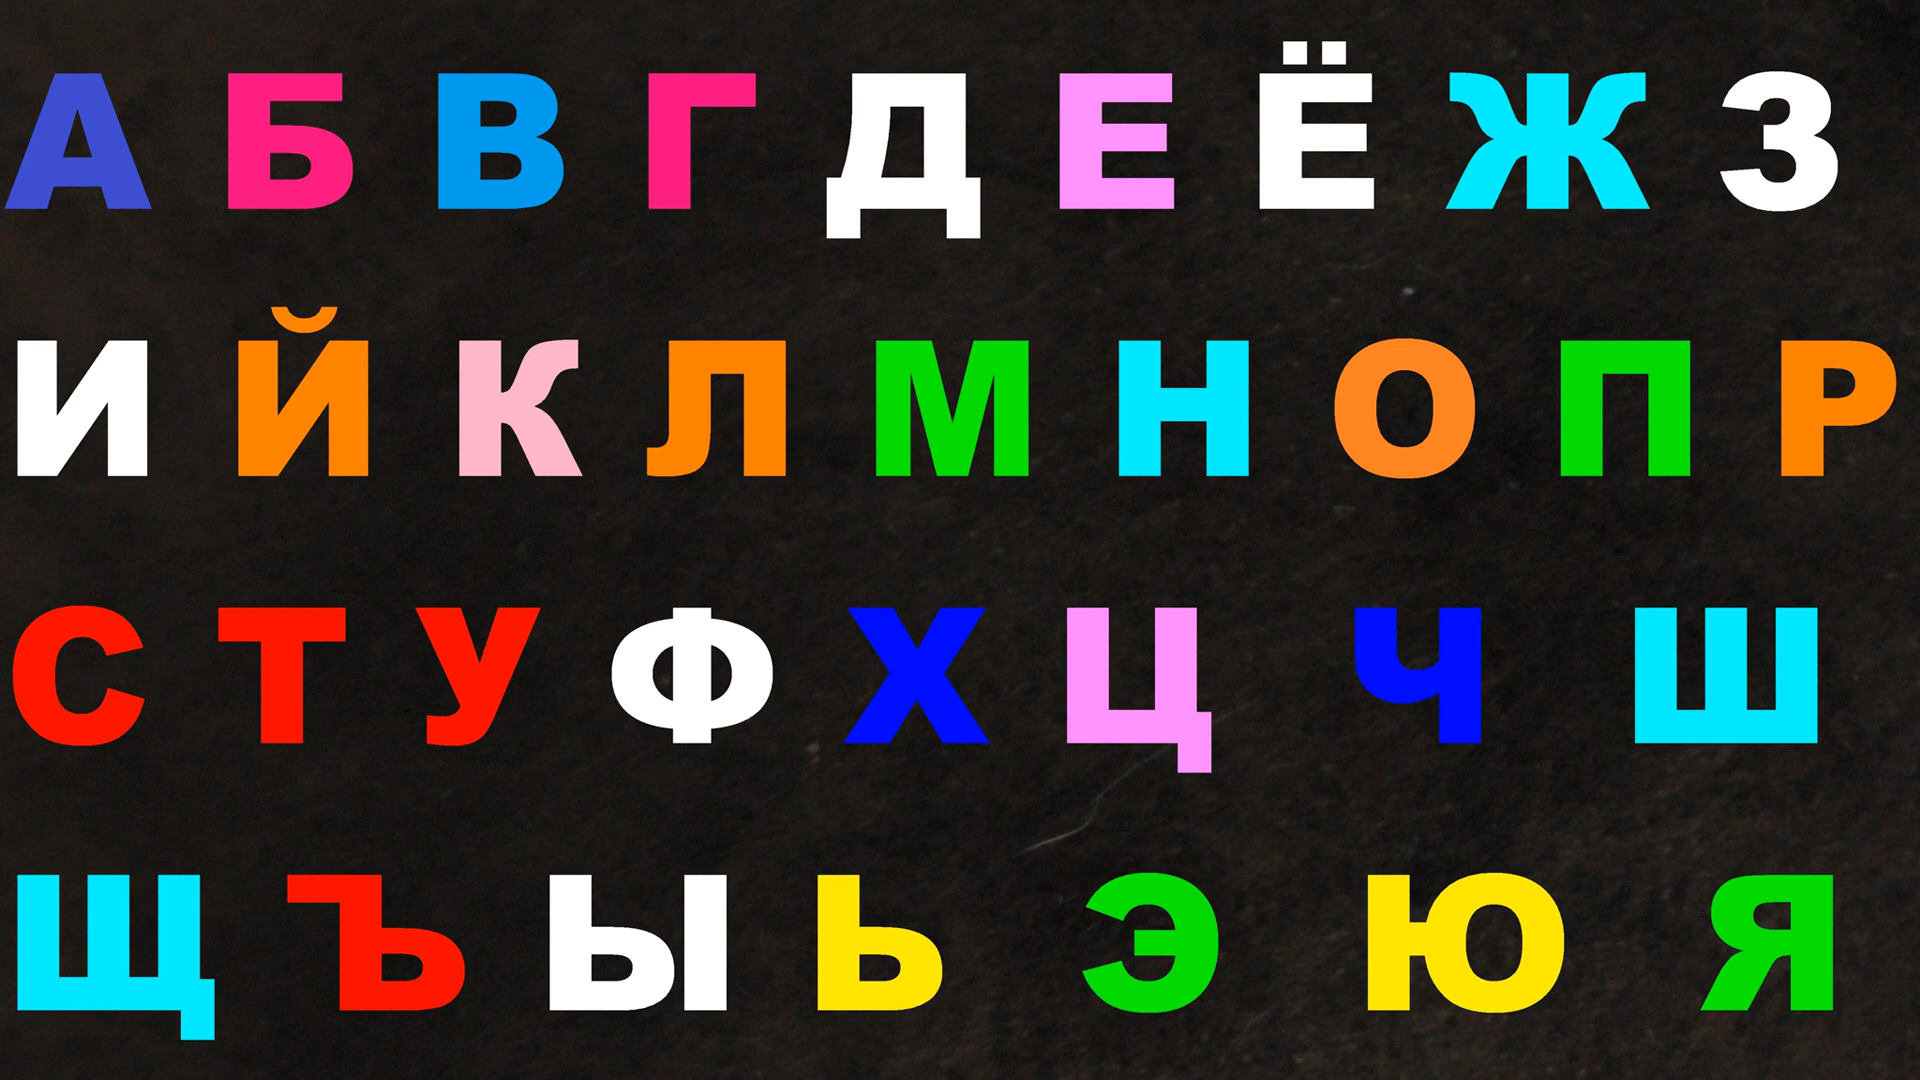 А Б В Г Д Е Ё Ж З
И Й К Л М Н О П Р
С Т У Ф Х Ц Ч Ш
Щ Ъ Ы Ь Э Ю Я